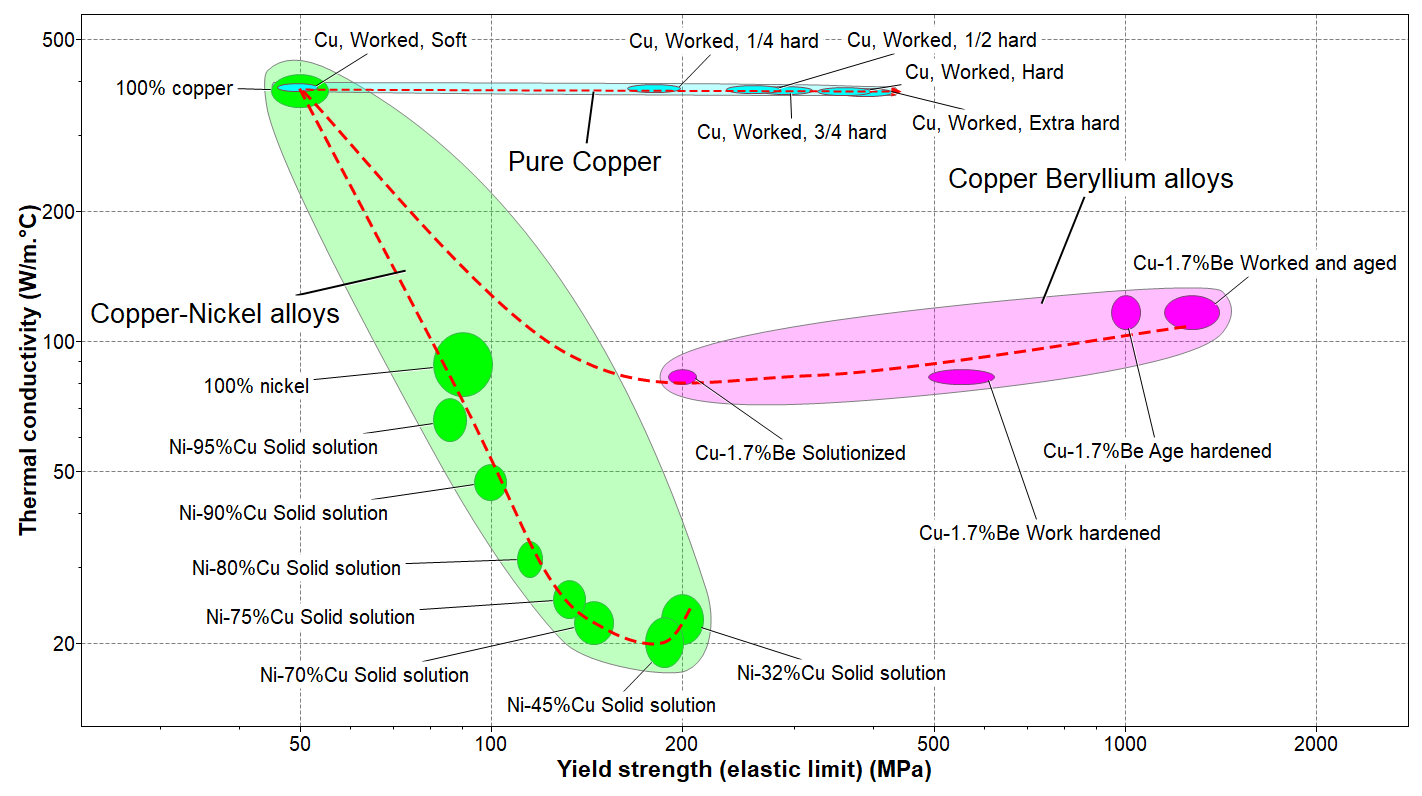 500
200
100
50
20
Thermal conductivity (W/m.°C)
Cu, Worked, Soft
Cu, Worked, 1/4 hard
Cu, Worked, 1/2 hard
Cu, Worked, Hard
100% copper
Cu, Worked, Extra hard
Cu, Worked, 3/4 hard
Pure Copper
Copper Beryllium alloys
Cu-1.7%Be Worked and aged
Copper-Nickel alloys
100% nickel
Ni-95%Cu Solid solution
Cu-1.7%Be Solutionized
Cu-1.7%Be Age hardened
Ni-90%Cu Solid solution
Cu-1.7%Be Work hardened
Ni-80%Cu Solid solution
Ni-75%Cu Solid solution
Ni-70%Cu Solid solution
Ni-32%Cu Solid solution
Ni-45%Cu Solid solution
50
100
200
500
1000
2000
Yield strength (elastic limit) (MPa)